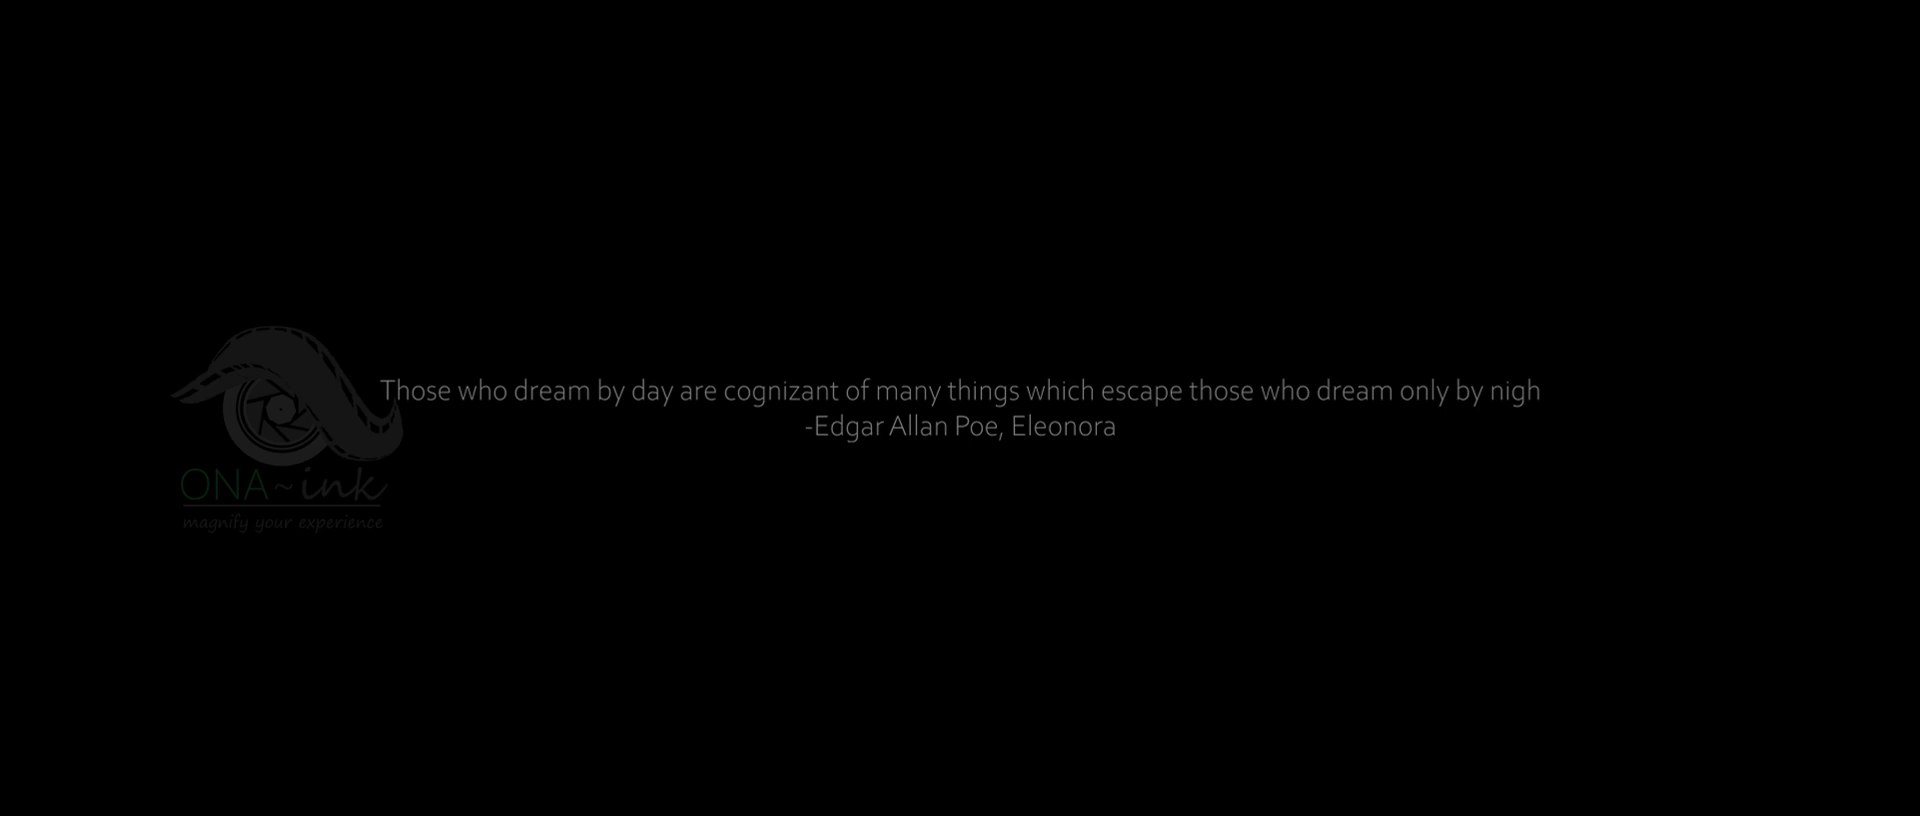 Those who dream by day are cognizant of many things which escape those who dream only by nigh
-Edgar Allan Poe, Eleonora
ONA~ink
magnify your experience